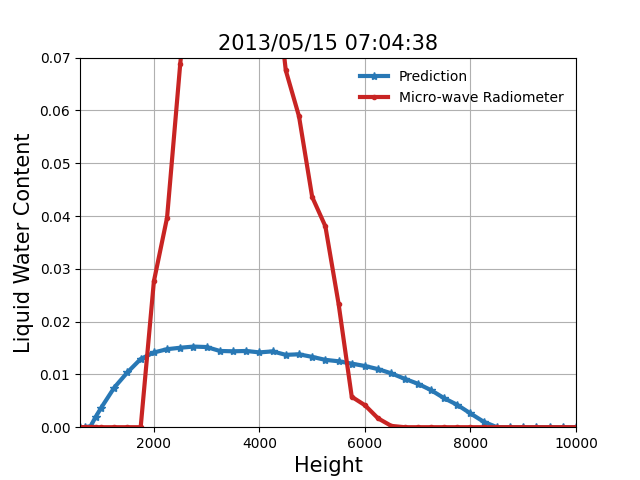 2013/05/15 07:04:38
0.07
0.06
0.05
0.04
0.03
0.02
0.01
0.00
Liquid Water Content
Prediction
Micro-wave Radiometer
2000 4000 6000 8000 10000
Height